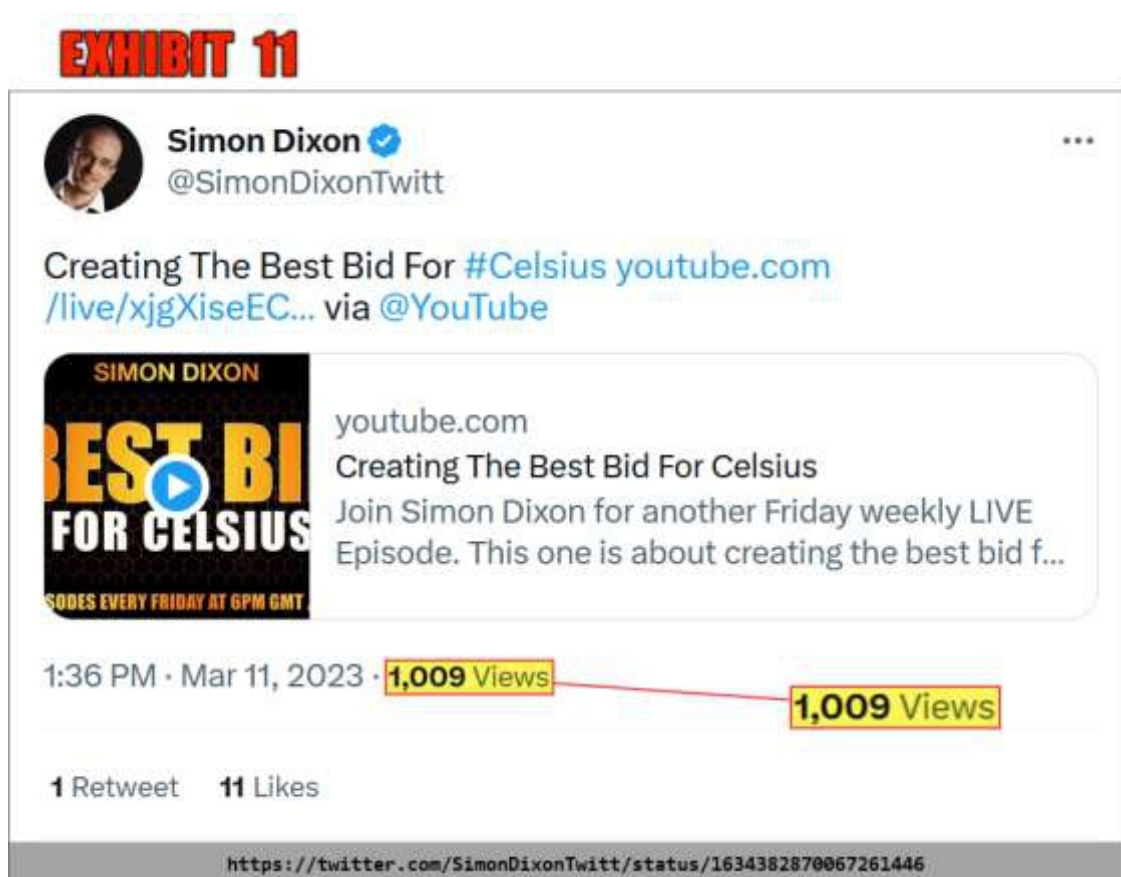 EXHIBIT 11
Simon Dixon
@SimonDixonTwitt
Creating The Best Bid For #Celsius youtube.com
/live/xjgXiseEC... via @YouTube
SIMON DIXON
BEST BI
FOR CELSIUS
SODES EVERY FRIDAY AT 6PM GMT
youtube.com
Creating The Best Bid For Celsius
Join Simon Dixon for another Friday weekly LIVE
Episode. This one is about creating the best bid f...
1:36 PM · Mar 11, 2023 · 1,009 Views
1,009 Views
1 Retweet 11 Likes
https://twitter.com/SimonDixonTwitt/status/1634382870067261446